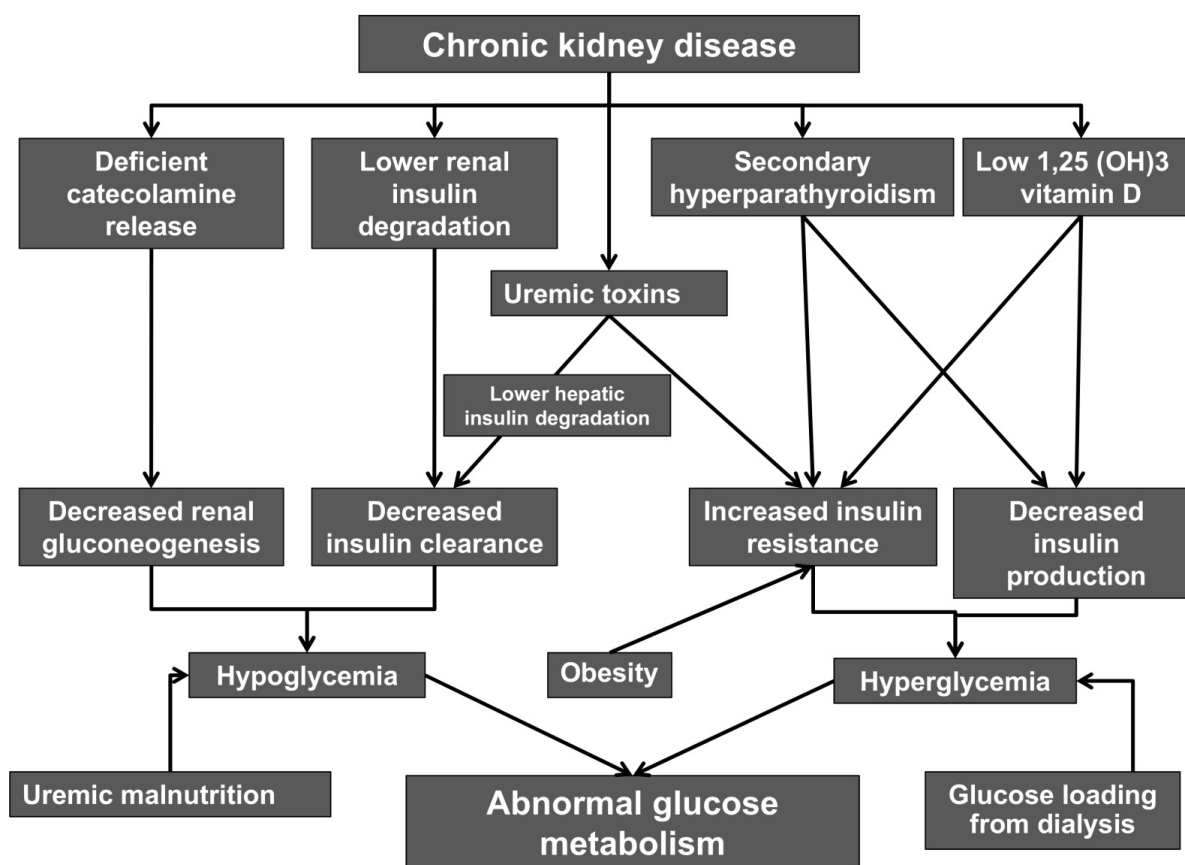 Chronic kidney disease
Deficient
catecolamine
release
Lower renal
insulin
degradation
Secondary
hyperparathyroidism
Low 1,25 (OH)3
vitamin D
Uremic toxins
Lower hepatic
insulin degradation
Decreased renal
gluconeogenesis
Decreased
insulin clearance
Increased insulin
resistance
Decreased
insulin
production
Hypoglycemia
Obesity
Hyperglycemia
Uremic malnutrition
Abnormal glucose
metabolism
Glucose loading
from dialysis